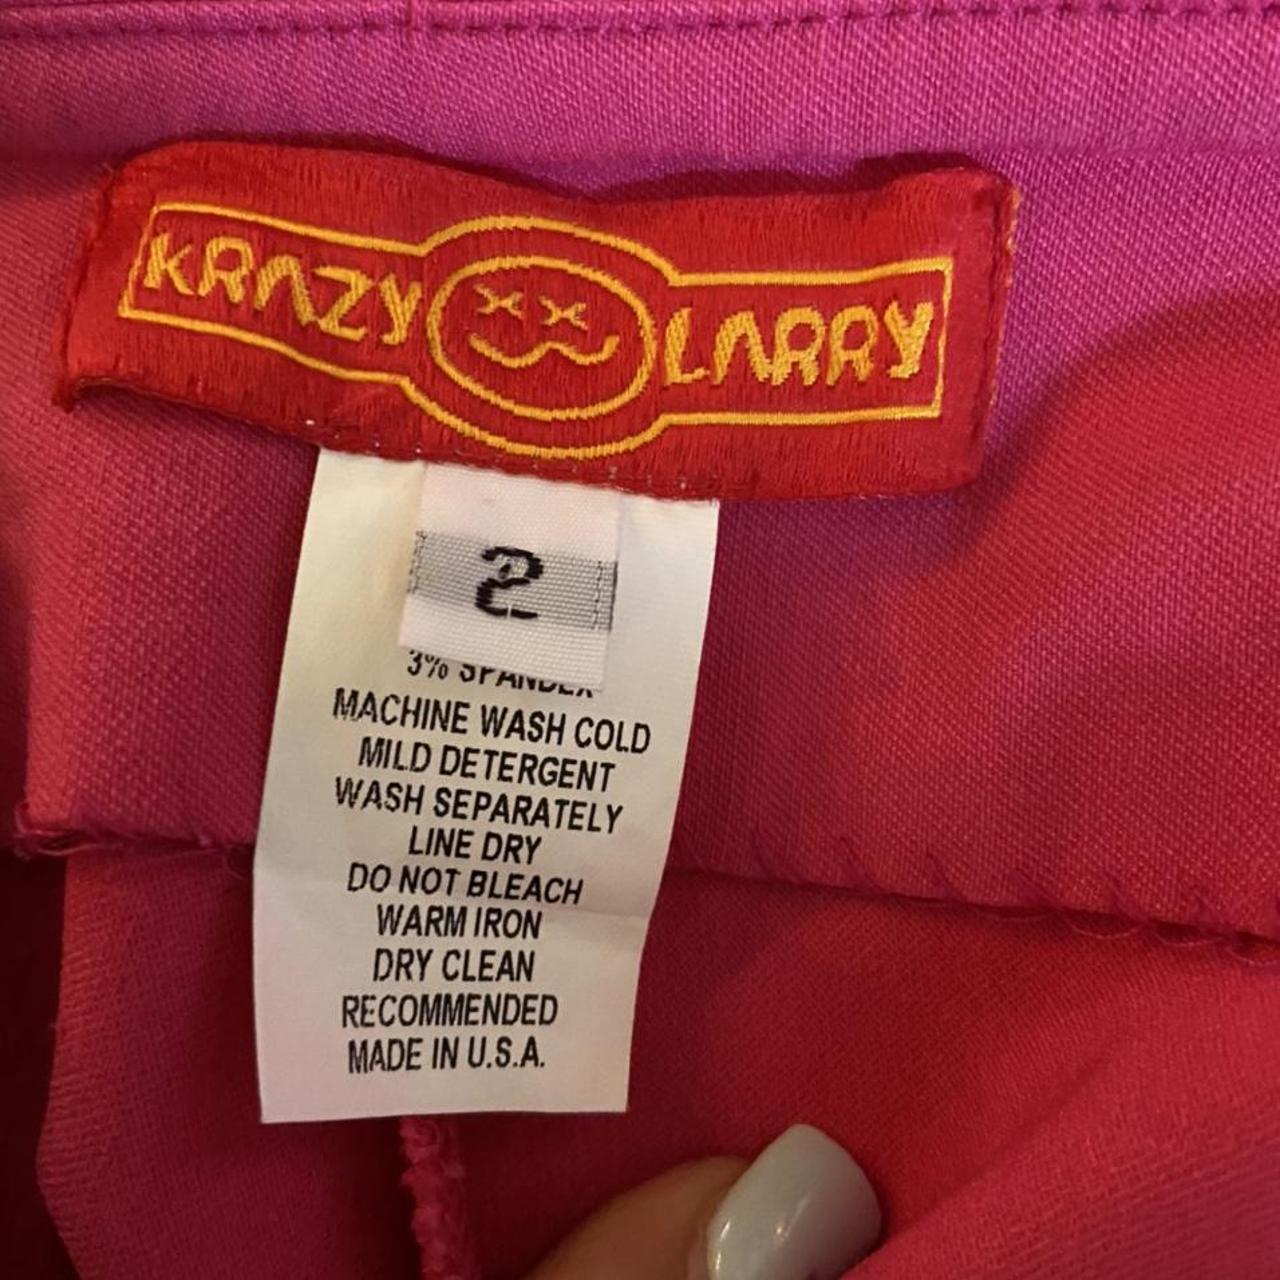 KRAZY LARRY
2
3% SPANDEX
MACHINE WASH COLD
MILD DETERGENT
WASH SEPARATELY
LINE DRY
DO NOT BLEACH
WARM IRON
DRY CLEAN
RECOMMENDED
MADE IN U.S.A.